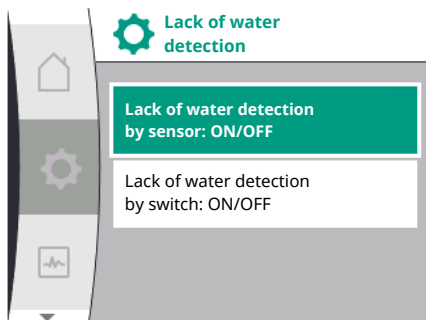 Lack of water
detection
Lack of water detection
by sensor: ON/OFF
Lack of water detection
by switch: ON/OFF